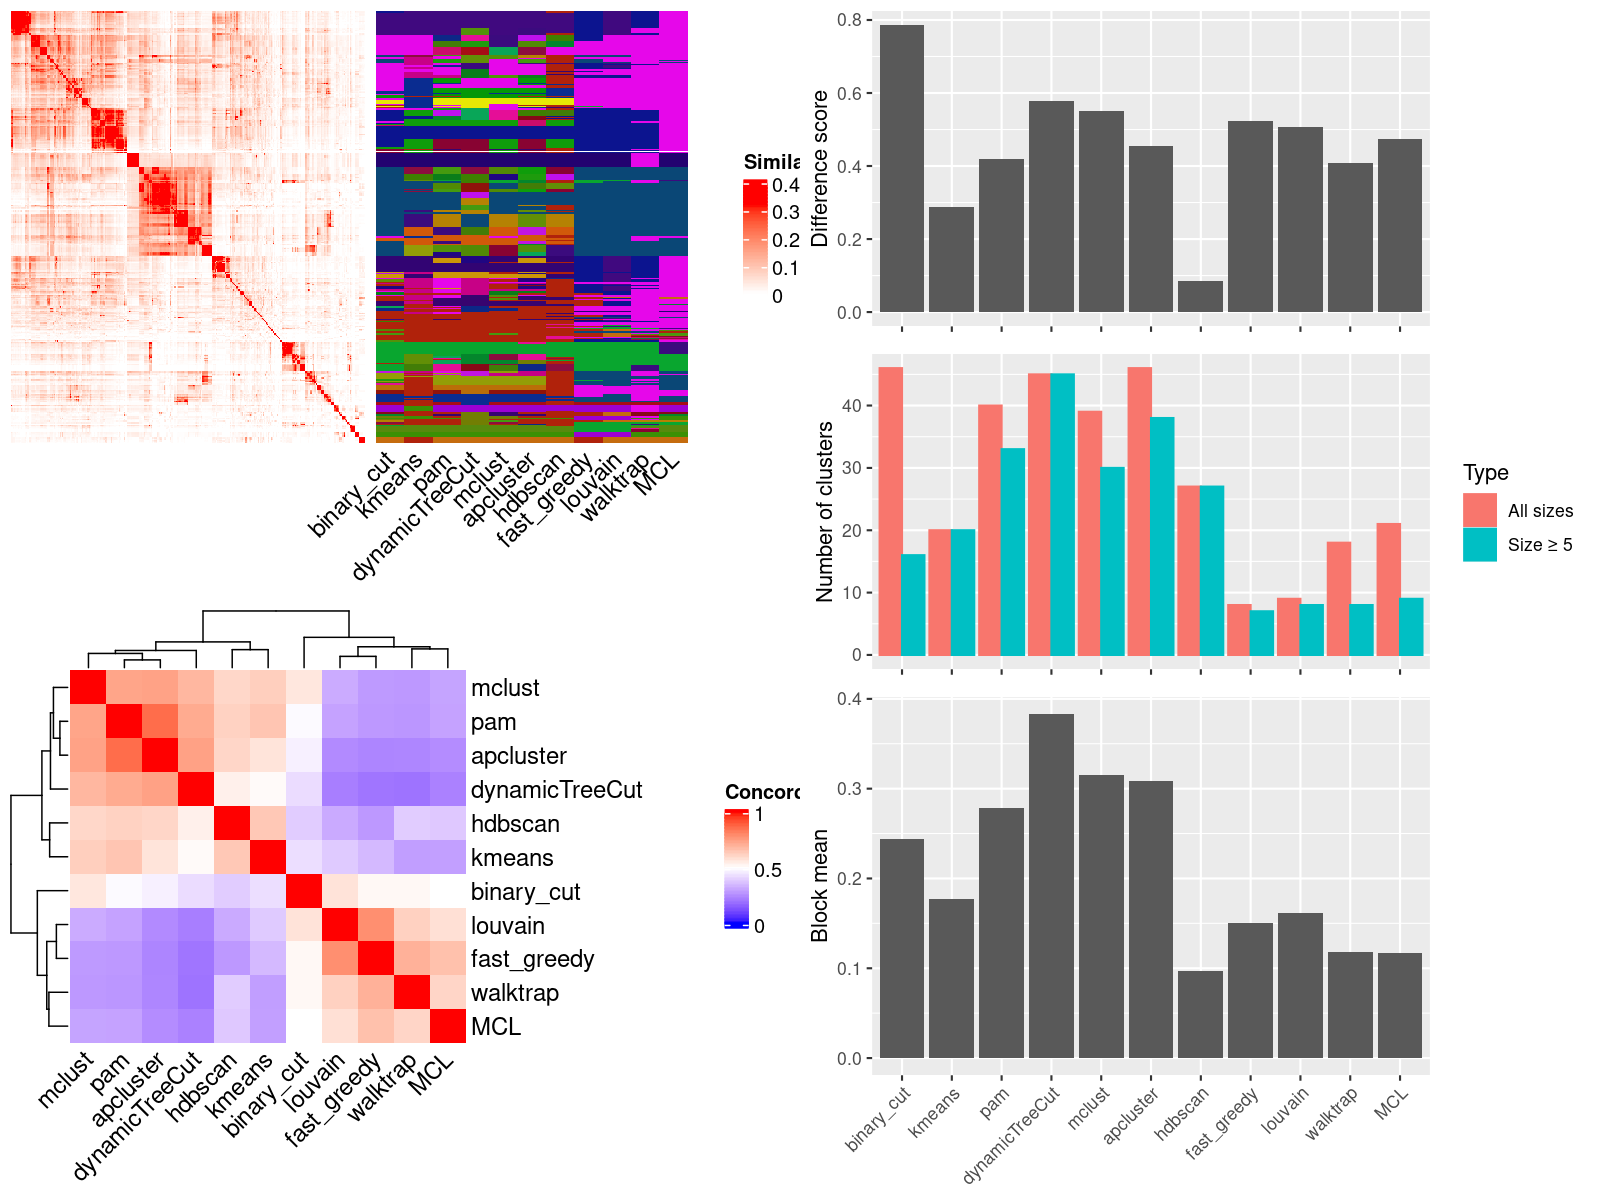 Simila
0.4
0.3
0.2
0.1
0
binary_cut
kmeans
pam
dynamicTreeCut
mclust
apcluster
hdbscan
fast_greedy
louvain
walktrap
MCL
mclust
pam
apcluster
dynamicTreeCut
hdbscan
kmeans
binary_cut
louvain
fast_greedy
walktrap
MCL
mclust
pam
apcluster
dynamicTreeCut
hdbscan
kmeans
binary_cut
louvain
fast_greedy
walktrap
MCL
Concord
1
0.5
0
Difference score
0.8
0.6
0.4
0.2
0.0
Number of clusters
40
30
20
10
0
Type
All sizes
Size ≥ 5
Block mean
0.4
0.3
0.2
0.1
0.0
binary_cut
kmeans
pam
dynamicTreeCut
mclust
apcluster
hdbscan
fast_greedy
louvain
walktrap
MCL